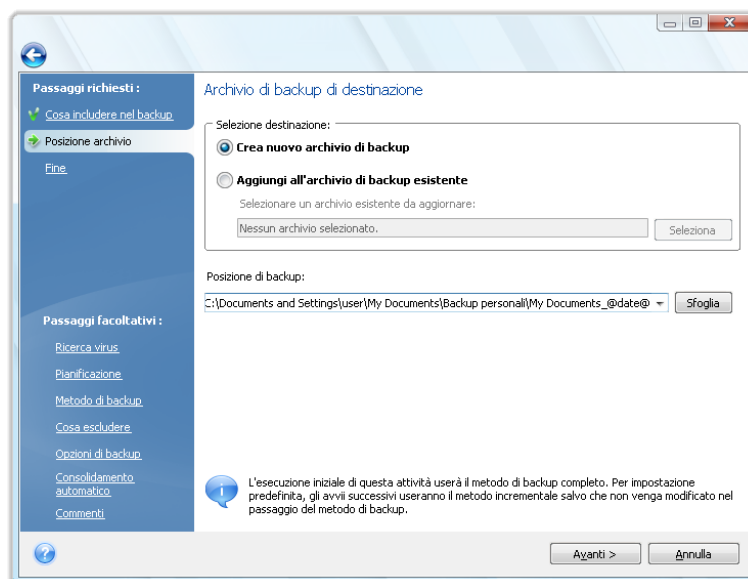 Passaggi richiesti :
Cosa includere nel backup
Posizione archivio
Fine
Passaggi facoltativi :
Ricerca virus
Pianificazione
Metodo di backup
Cosa escludere
Opzioni di backup
Consolidamento
automatico
Commenti
Archivio di backup di destinazione
Selezione destinazione:
Crea nuovo archivio di backup
Aggiungi all'archivio di backup esistente
Selezionare un archivio esistente da aggiornare:
Nessun archivio selezionato.
Seleziona
Posizione di backup:
C:\Documents and Settings\user\My Documents\Backup personali\My Documents_@date@
Sfoglia
L'esecuzione iniziale di questa attività userà il metodo di backup completo. Per impostazione
predefinita, gli avvii successivi useranno il metodo incrementale salvo che non venga modificato nel
passaggio del metodo di backup.
Avanti >
Annulla